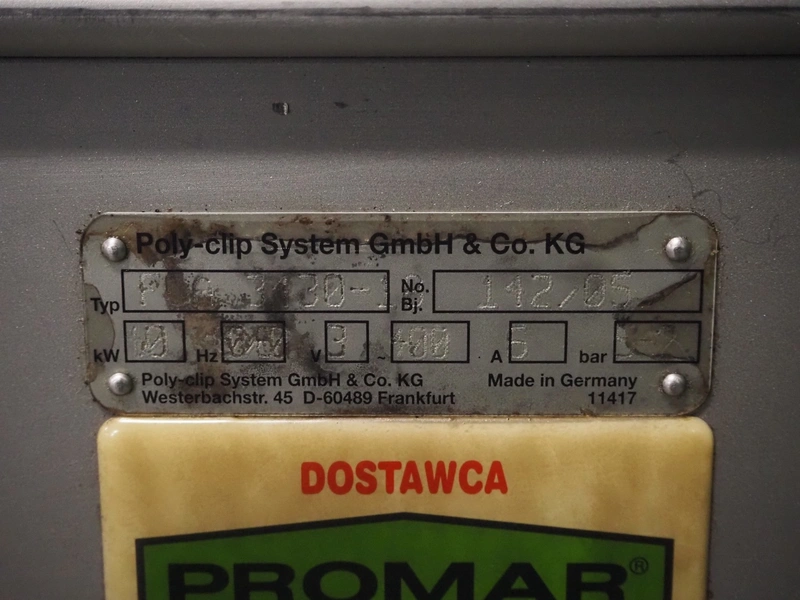 Poly-clip System GmbH & Co. KG
Typ No. Bj. 142/05
kW Hz V 3 ~ 400 A 6 bar
Poly-clip System GmbH & Co. KG Made in Germany
Westerbachstr. 45 D-60489 Frankfurt 11417
DOSTAWCA
PROMAR®